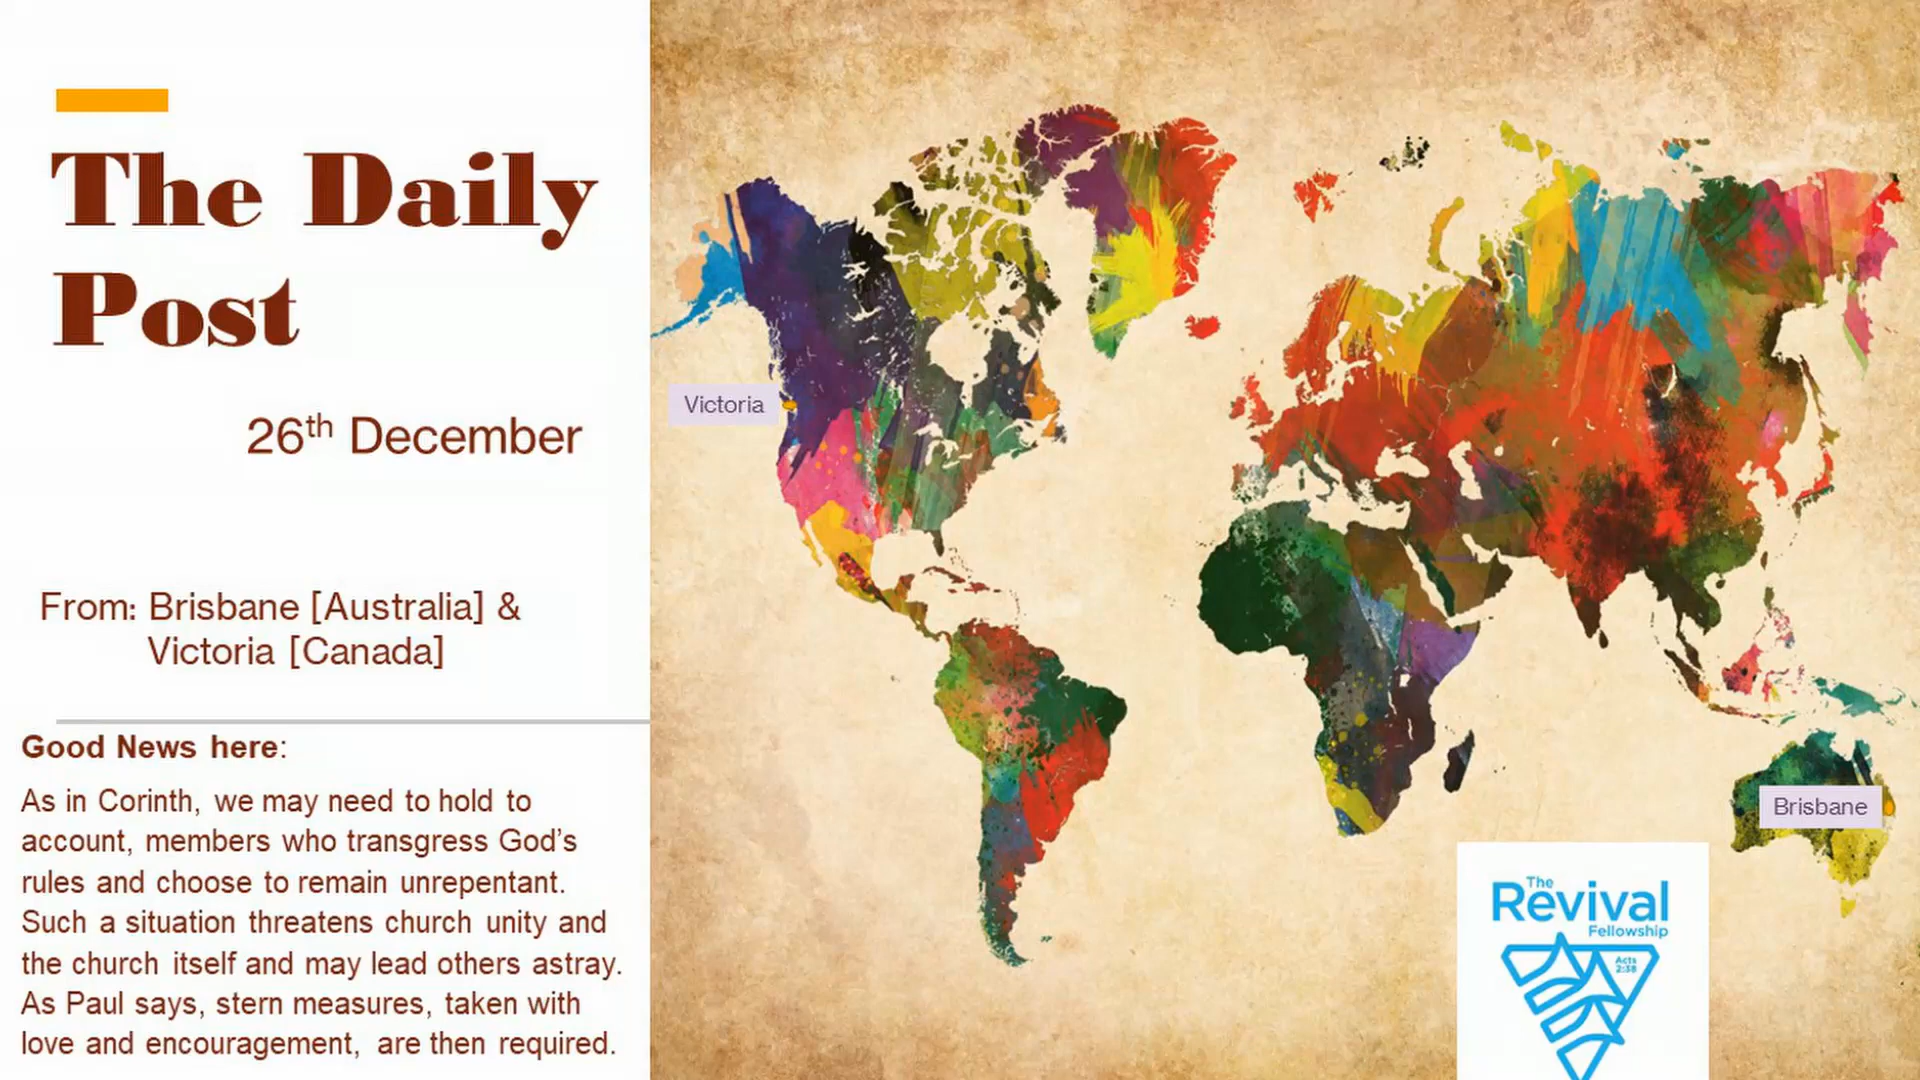 The Daily
Post
26th December
From: Brisbane [Australia] &
Victoria [Canada]
Good News here:
As in Corinth, we may need to hold to
account, members who transgress God’s
rules and choose to remain unrepentant.
Such a situation threatens church unity and
the church itself and may lead others astray.
As Paul says, stern measures, taken with
love and encouragement, are then required.
Victoria
Brisbane
The
Revival
Fellowship
Acts
2:38